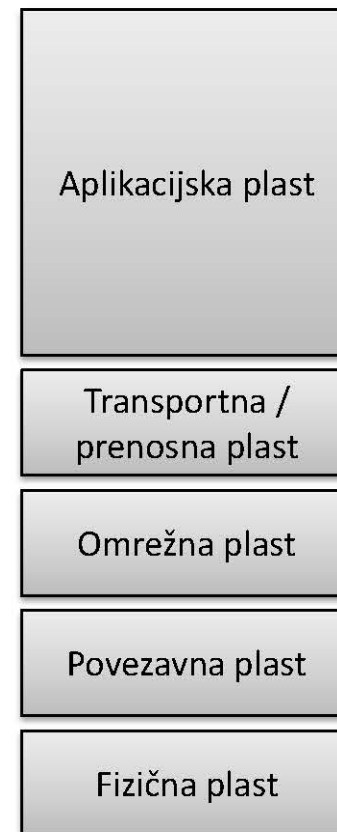 Aplikacijska plast
Transportna /
prenosna plast
Omrežna plast
Povezavna plast
Fizična plast